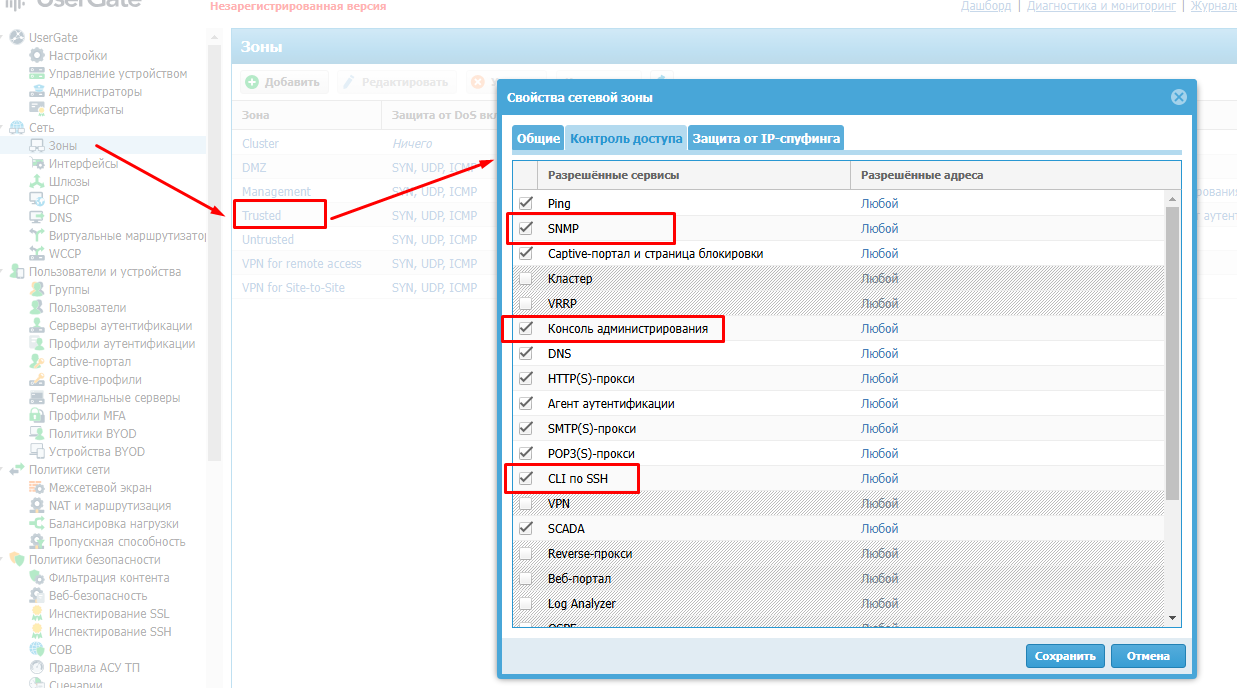 UserGate
Незарегистрированная версия
Дашборд | Диагностика и мониторинг |
UserGate
Настройки
Управление устройством
Администраторы
Сертификаты
Сеть
Зоны
Интерфейсы
Шлюзы
DHCP
DNS
Виртуальные маршрутизатор
WCCP
Пользователи и устройства
Группы
Пользователи
Серверы аутентификации
Профили аутентификации
Captive-портал
Captive-профили
Терминальные серверы
Профили MFA
Политики BYOD
Устройства BYOD
Политики сети
Межсетевой экран
NAT и маршрутизация
Балансировка нагрузки
Пропускная способность
Политики безопасности
Фильтрация контента
Веб-безопасность
Инспектирование SSL
Инспектирование SSH
СОВ
Правила АСУ ТП
Сценарии
Зоны
Добавить Редактировать
Зона Защита от DoS вкл
Cluster Ничего
DMZ SYN, UDP, ICMP
Management SYN, UDP, ICMP
Trusted SYN, UDP, ICMP
Untrusted SYN, UDP, ICMP
VPN for remote access SYN, UDP, ICMP
VPN for Site-to-Site SYN, UDP, ICMP
Свойства сетевой зоны
Общие Контроль доступа Защита от IP-спуфинга
Разрешённые сервисы Разрешённые адреса
Ping Любой
SNMP Любой
Captive-портал и страница блокировки Любой
Кластер Любой
VRRP Любой
Консоль администрирования Любой
DNS Любой
HTTP(S)-прокси Любой
Агент аутентификации Любой
SMTP(S)-прокси Любой
POP3(S)-прокси Любой
CLI по SSH Любой
VPN Любой
SCADA Любой
Reverse-прокси Любой
Веб-портал Любой
Log Analyzer Любой
Сохранить Отмена